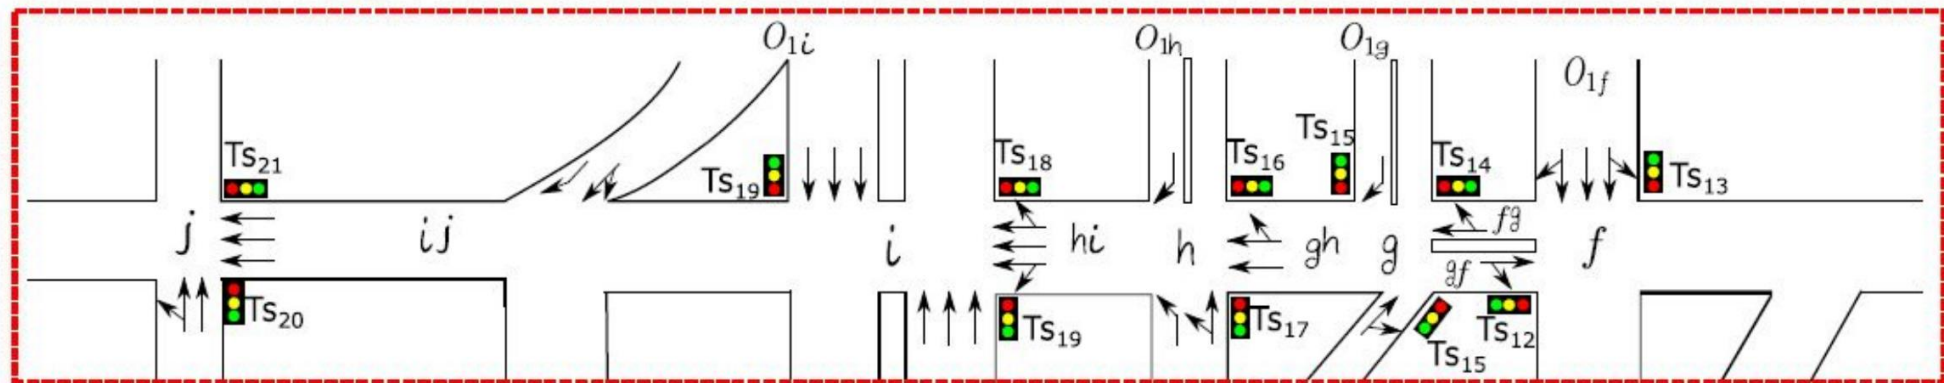 O₁i
O₁h
O₁g
O₁f
Ts₂₁
Ts₁₉
Ts₁₈
Ts₁₆
Ts₁₅
Ts₁₄
Ts₁₃
j
ij
i
hi
h
gh
g
fg
gf
f
Ts₂₀
Ts₁₉
Ts₁₇
Ts₁₅
Ts₁₂